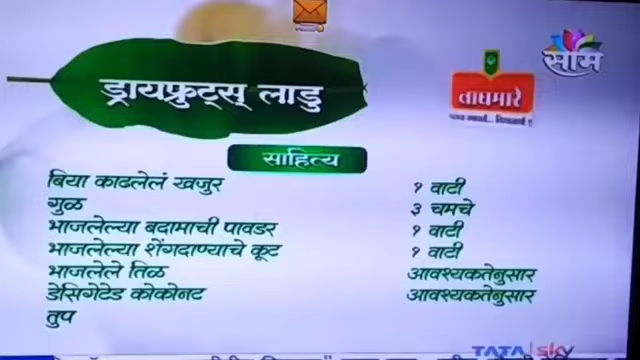 ड्रायफ्रुट्स् लाडु
साम
ताघमारे
साहित्य
बिया काढलेलं खजुर १ वाटी
गुळ ३ चमचे
भाजलेल्या बदामाची पावडर १ वाटी
भाजलेल्या शेंगदाण्याचे कूट १ वाटी
भाजलेले तिळ आवश्यकतेनुसार
डेसिगेटेड कोकोनट आवश्यकतेनुसार
तुप
TATA sky